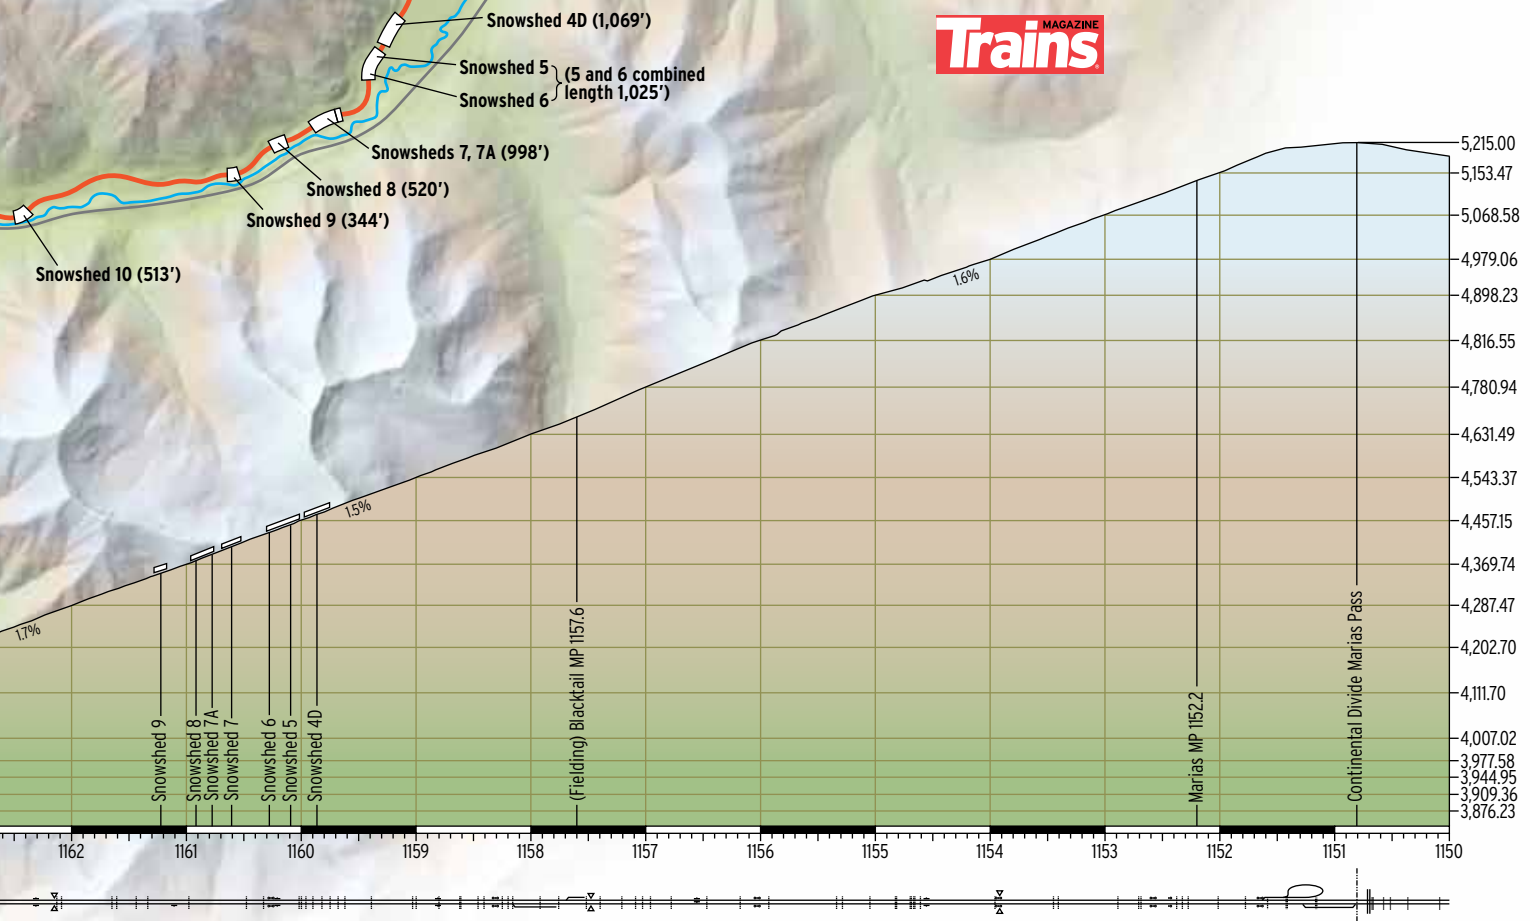 Snowshed 4D (1,069')
Snowshed 5
Snowshed 6
(5 and 6 combined
length 1,025')
Snowsheds 7, 7A (998')
Snowshed 8 (520')
Snowshed 9 (344')
Snowshed 10 (513')
MAGAZINE
Trains
5,215.00
5,153.47
5,068.58
4,979.06
4,898.23
4,816.55
4,780.94
4,631.49
4,543.37
4,457.15
4,369.74
4,287.47
4,202.70
4,111.70
4,007.02
3,977.58
3,944.95
3,909.36
3,876.23
1.6%
1.5%
1.7%
Snowshed 9
Snowshed 8
Snowshed 7A
Snowshed 7
Snowshed 6
Snowshed 5
Snowshed 4D
(Fielding) Blacktail MP 1157.6
Marias MP 1152.2
Continental Divide Marias Pass
1162 1161 1160 1159 1158 1157 1156 1155 1154 1153 1152 1151 1150